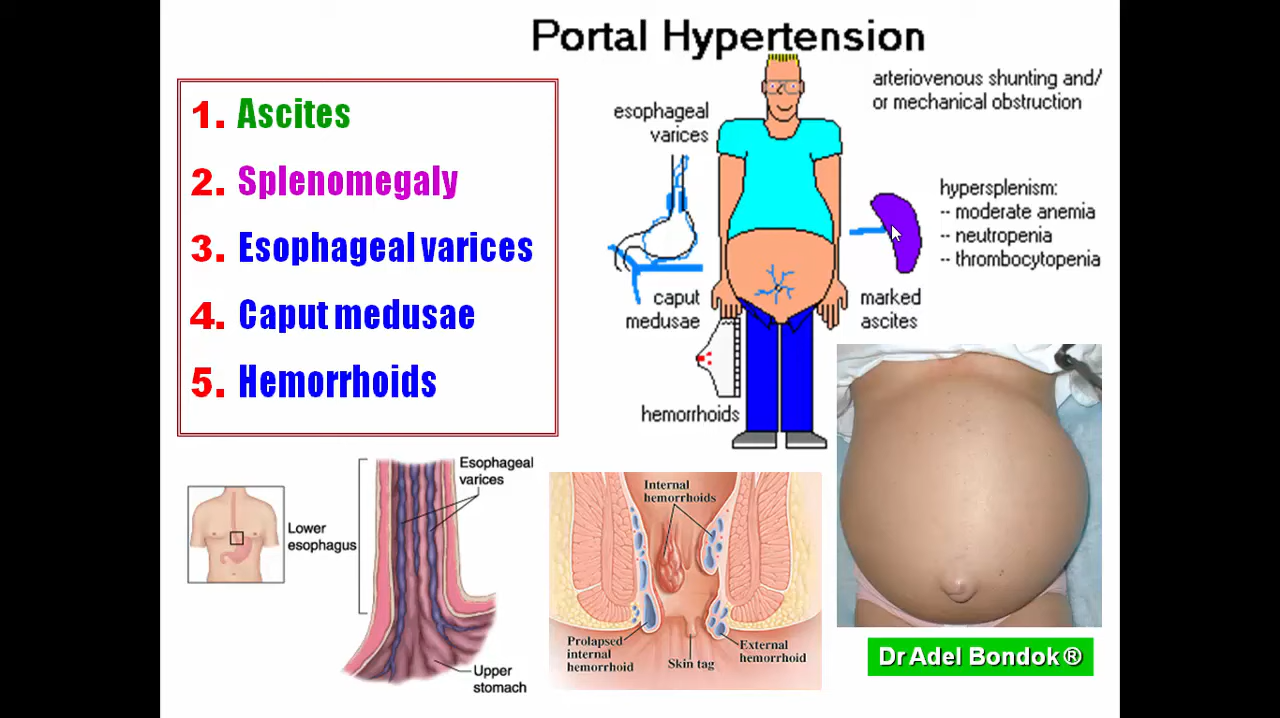 Portal Hypertension
1. Ascites
2. Splenomegaly
3. Esophageal varices
4. Caput medusae
5. Hemorrhoids
esophageal
varices
arteriovenous shunting and/
or mechanical obstruction
hypersplenism:
-- moderate anemia
-- neutropenia
-- thrombocytopenia
caput
medusae
marked
ascites
hemorrhoids
Lower
esophagus
Esophageal
varices
Upper
stomach
Internal
hemorrhoids
Prolapsed
internal
hemorrhoid
Skin tag
External
hemorrhoid
Dr Adel Bondok ®